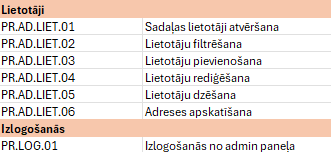 Lietotāji
PR.AD.LIET.01 Sadaļas lietotāji atvēršana
PR.AD.LIET.02 Lietotāju filtrēšana
PR.AD.LIET.03 Lietotāju pievienošana
PR.AD.LIET.04 Lietotāju rediģēšana
PR.AD.LIET.05 Lietotāju dzēšana
PR.AD.LIET.06 Adreses apskatīšana
Izlogošanās
PR.LOG.01 Izlogošanās no admin paneļa